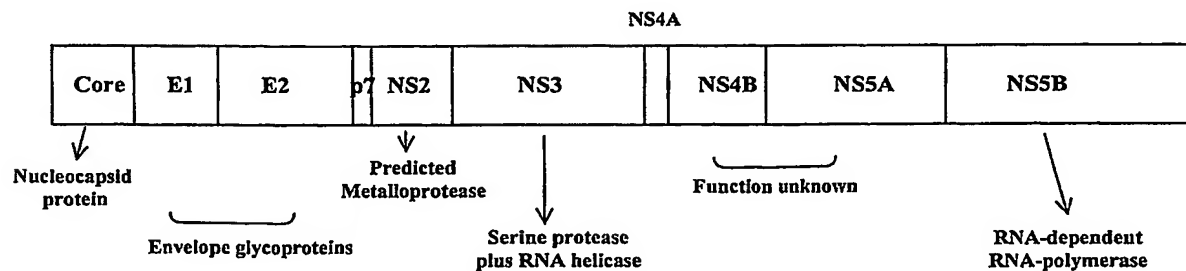 NS4A
Core E1 E2 p7 NS2 NS3 NS4B NS5A NS5B
Nucleocapsid
protein
Envelope glycoproteins
Predicted
Metalloprotease
Serine protease
plus RNA helicase
Function unknown
RNA-dependent
RNA-polymerase